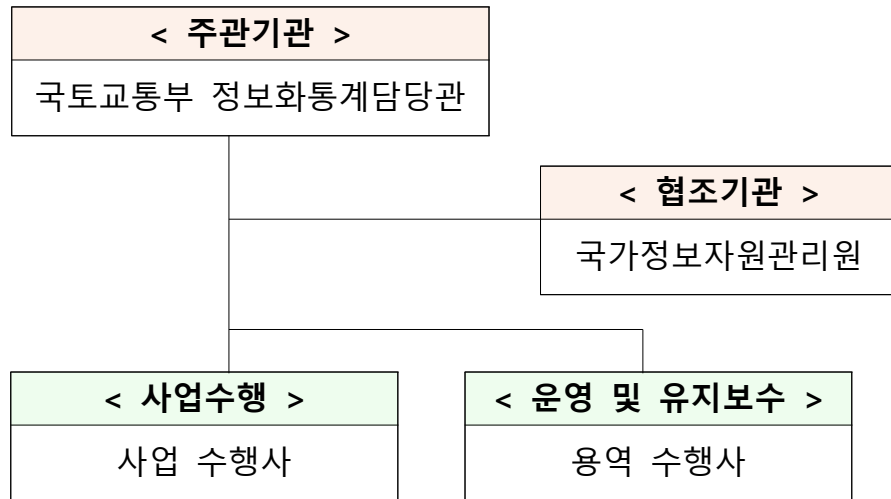 < 주관기관 >
국토교통부 정보화통계담당관
< 협조기관 >
국가정보자원관리원
< 사업수행 >
사업 수행사
< 운영 및 유지보수 >
용역 수행사